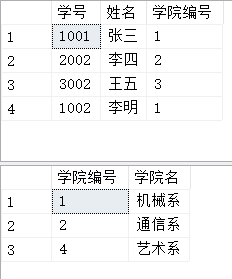 学号 姓名 学院编号
1 1001 张三 1
2 2002 李四 2
3 3002 王五 3
4 1002 李明 1
学院编号 学院名
1 1 机械系
2 2 通信系
3 4 艺术系